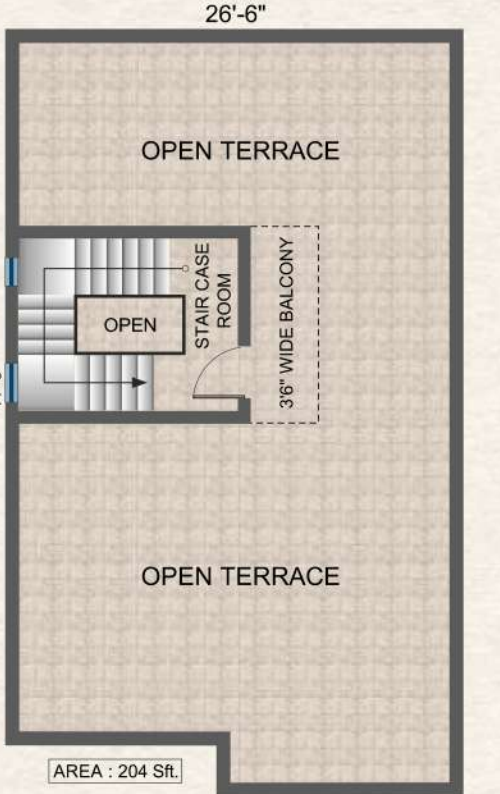 26'-6"
OPEN TERRACE
STAIR CASE
ROOM
OPEN
3'6" WIDE BALCONY
OPEN TERRACE
AREA : 204 Sft.